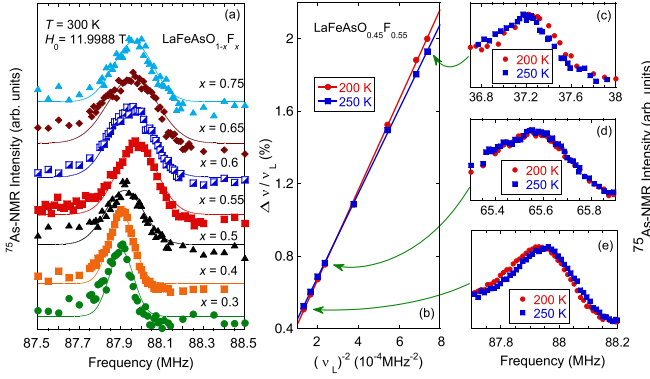 (a)
T = 300 K
H0 = 11.9988 T
LaFeAsO1-xFx
x = 0.75
x = 0.65
x = 0.6
x = 0.55
x = 0.5
x = 0.4
x = 0.3
75As-NMR Intensity (arb. units)
87.5 87.7 87.9 88.1 88.3 88.5
Frequency (MHz)
LaFeAsO0.45F0.55
200 K
250 K
2
1.6
1.2
0.8
0.4
Δ ν/ νL (%)
(b)
0 2 4 6 8
( νL)-2 (10-4MHz-2)
(c)
200 K
250 K
36.8 37.2 37.6 38
(d)
200 K
250 K
65.4 65.6 65.8
(e)
200 K
250 K
88 88.2
Frequency (MHz)
75As-NMR Intensity (arb. units)